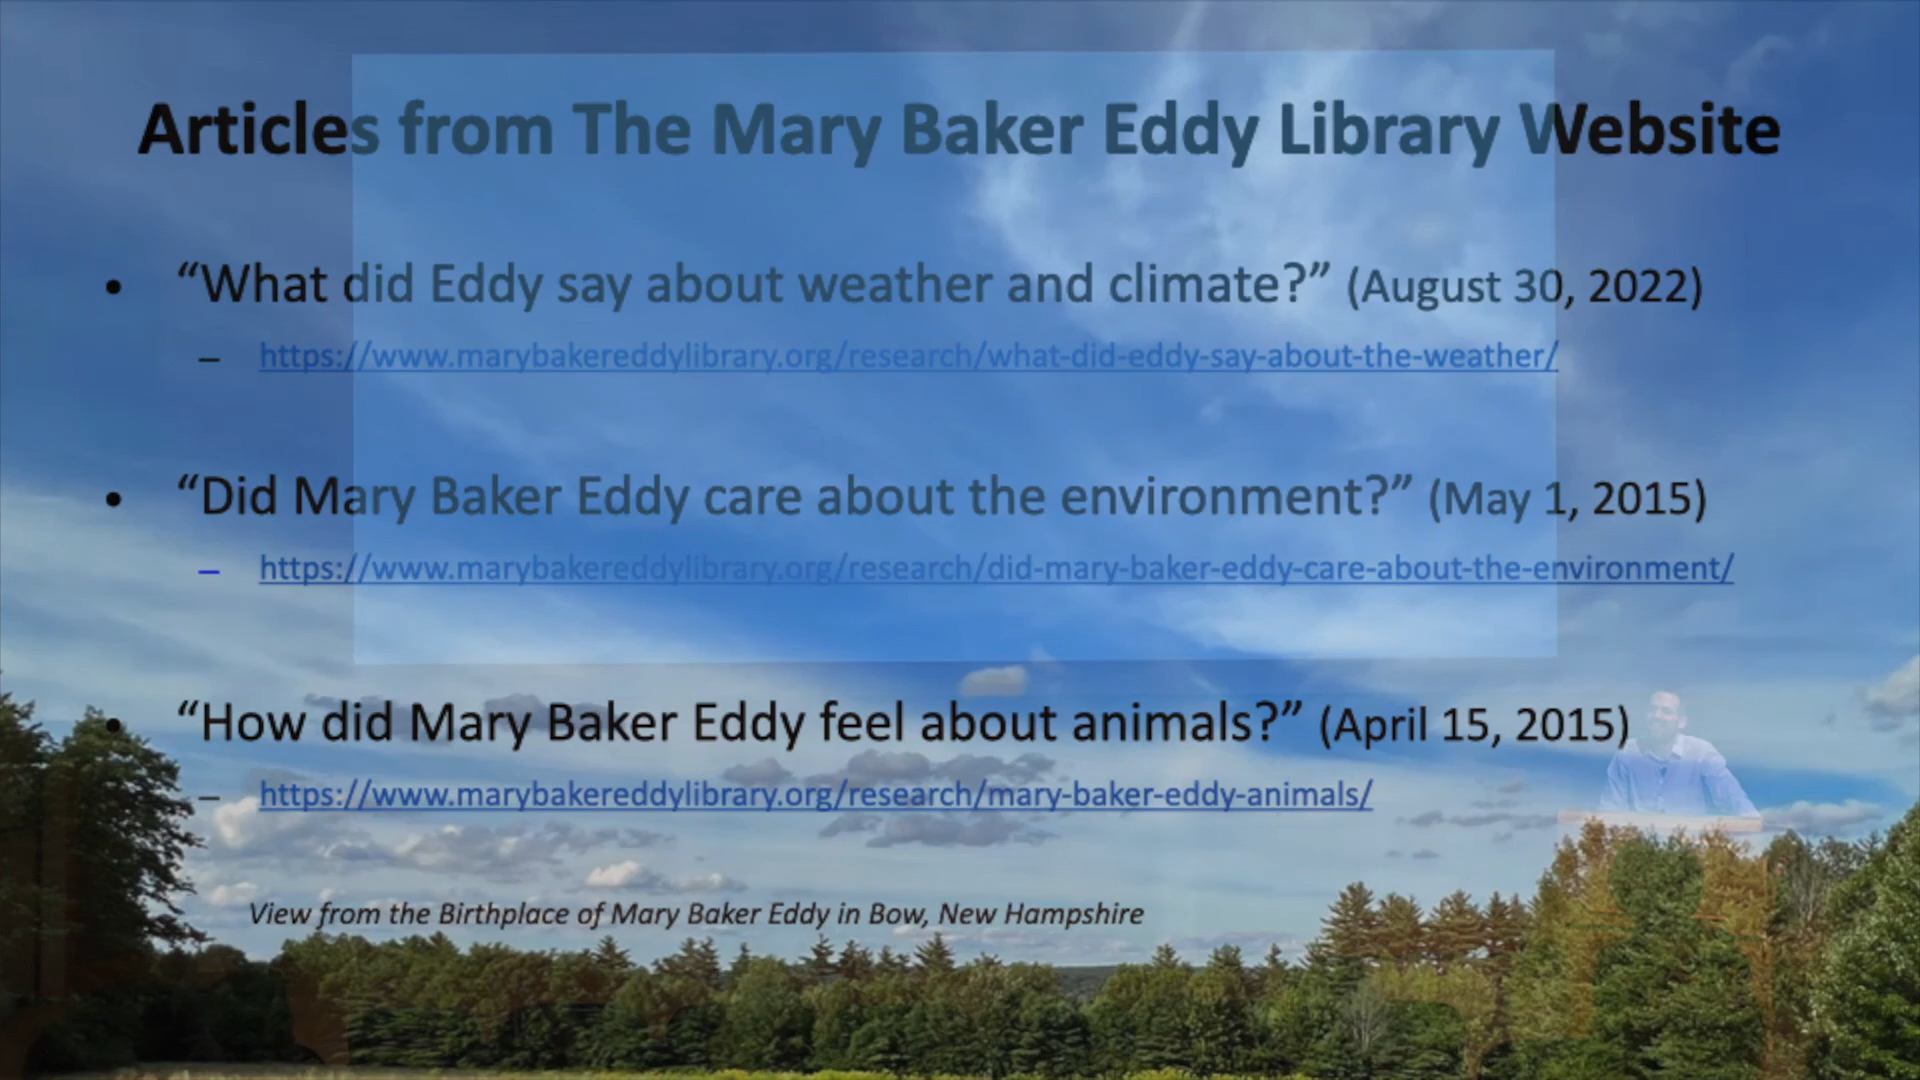 Articles from The Mary Baker Eddy Library Website
• “What did Eddy say about weather and climate?” (August 30, 2022)
– https://www.marybakereddylibrary.org/research/what-did-eddy-say-about-the-weather/
• “Did Mary Baker Eddy care about the environment?” (May 1, 2015)
– https://www.marybakereddylibrary.org/research/did-mary-baker-eddy-care-about-the-environment/
• “How did Mary Baker Eddy feel about animals?” (April 15, 2015)
– https://www.marybakereddylibrary.org/research/mary-baker-eddy-animals/
View from the Birthplace of Mary Baker Eddy in Bow, New Hampshire